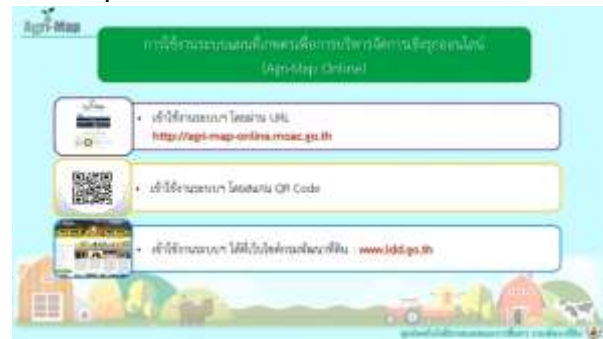 Agri-Map
การใช้งานระบบแผนที่เกษตรเพื่อการบริหารจัดการเชิงรุกออนไลน์
(Agri-Map Online)
• เข้าใช้งานระบบฯ โดยผ่าน URL
http://agri-map-online.moac.go.th
• เข้าใช้งานระบบฯ โดยสแกน QR Code
• เข้าใช้งานระบบฯ ได้ที่เว็บไซต์กรมพัฒนาที่ดิน www.ldd.go.th